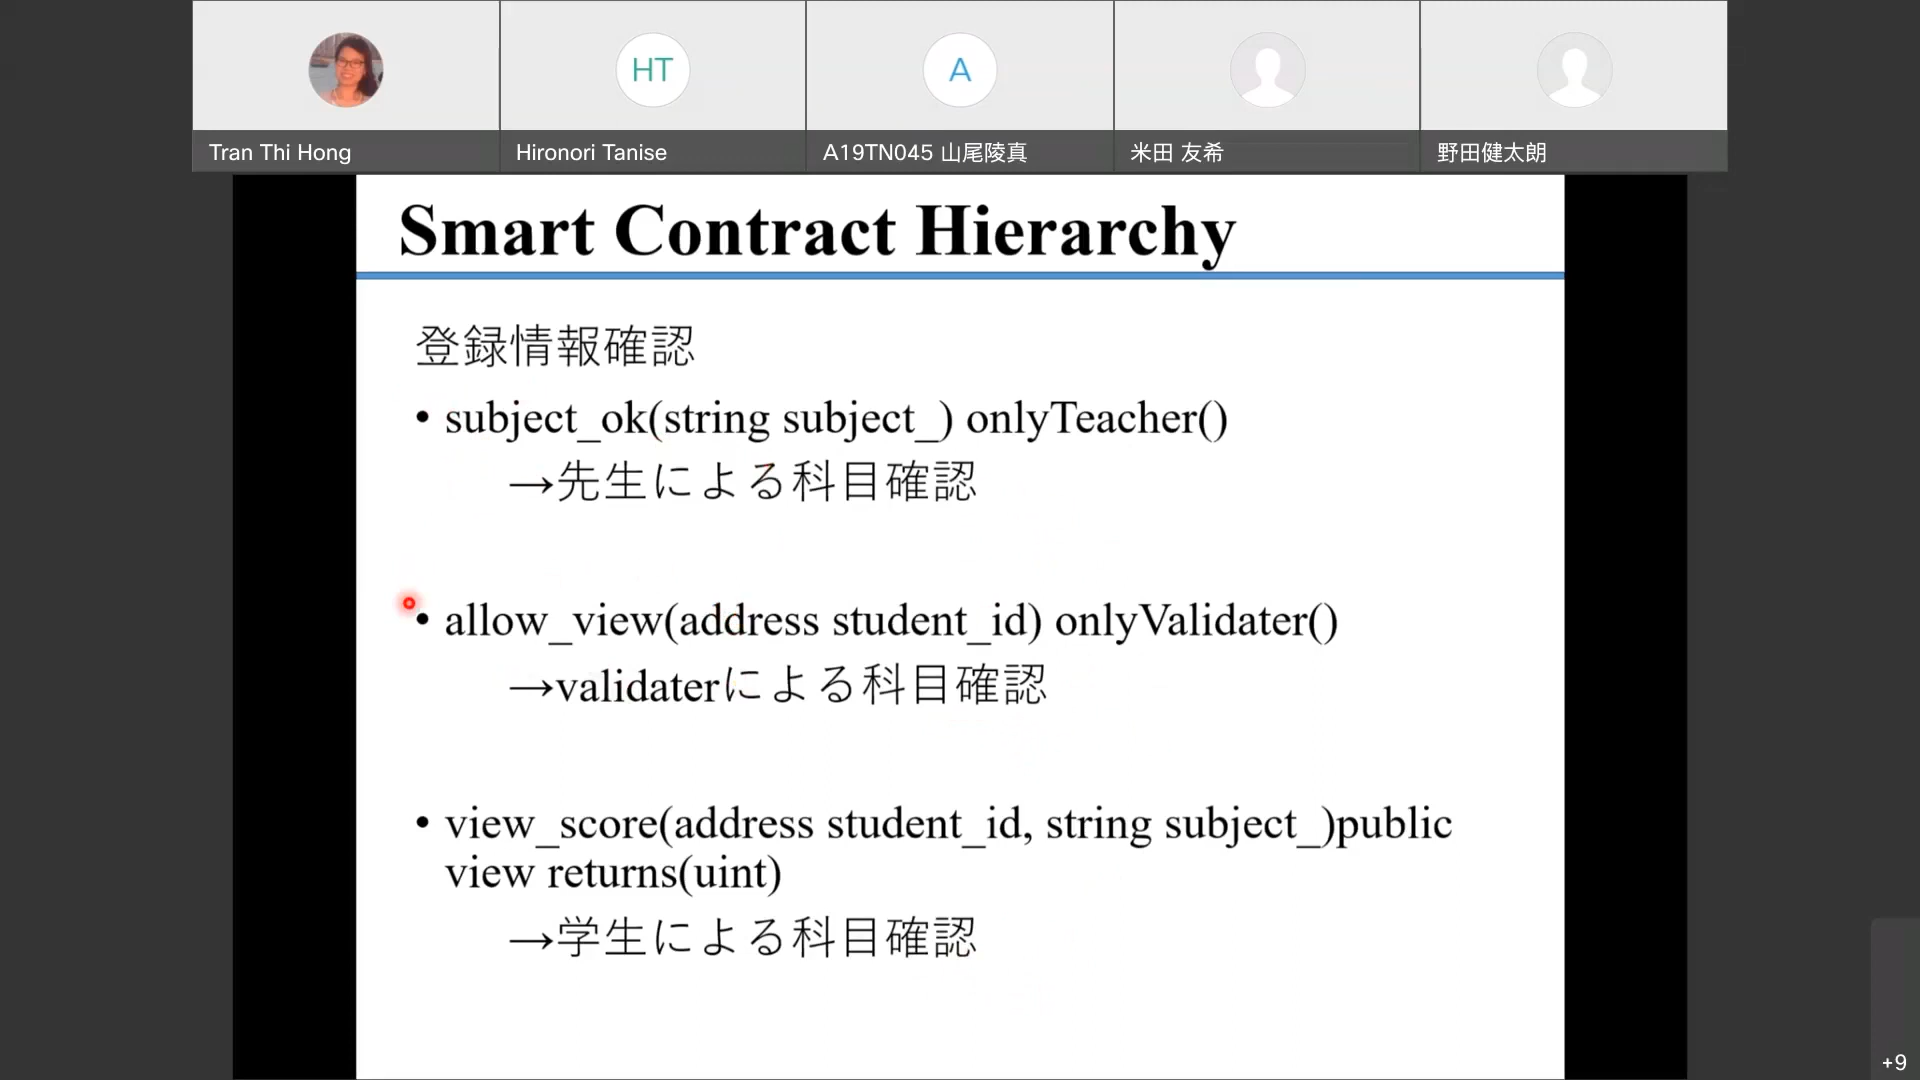 HT
A
Tran Thi Hong
Hironori Tanise
A19TN045 山尾陵真
米田 友希
野田健太朗
Smart Contract Hierarchy
登録情報確認
• subject_ok(string subject_) onlyTeacher()
→先生による科目確認
• allow_view(address student_id) onlyValidater()
→validaterによる科目確認
• view_score(address student_id, string subject_)public
view returns(uint)
→学生による科目確認
+9